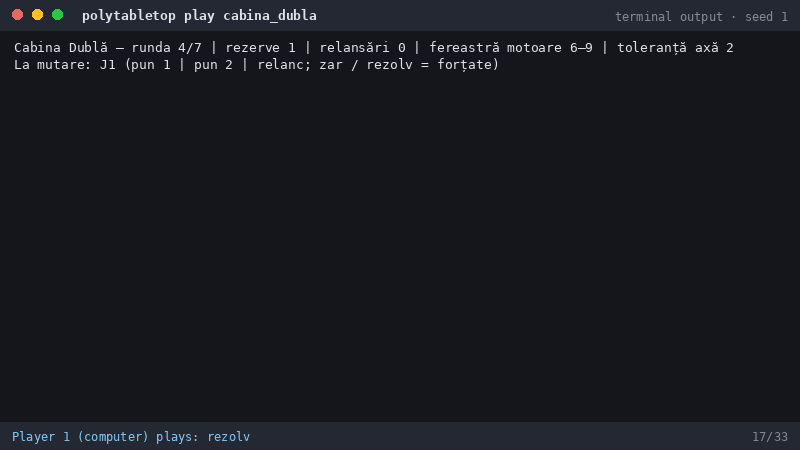 polytabletop play cabina_dubla
terminal output · seed 1
Cabina Dublă — runda 4/7 | rezerve 1 | relansări 0 | fereastră motoare 6–9 | toleranță axă 2
La mutare: J1 (pun 1 | pun 2 | relanc; zar / rezolv = forțate)
Player 1 (computer) plays: rezolv
17/33